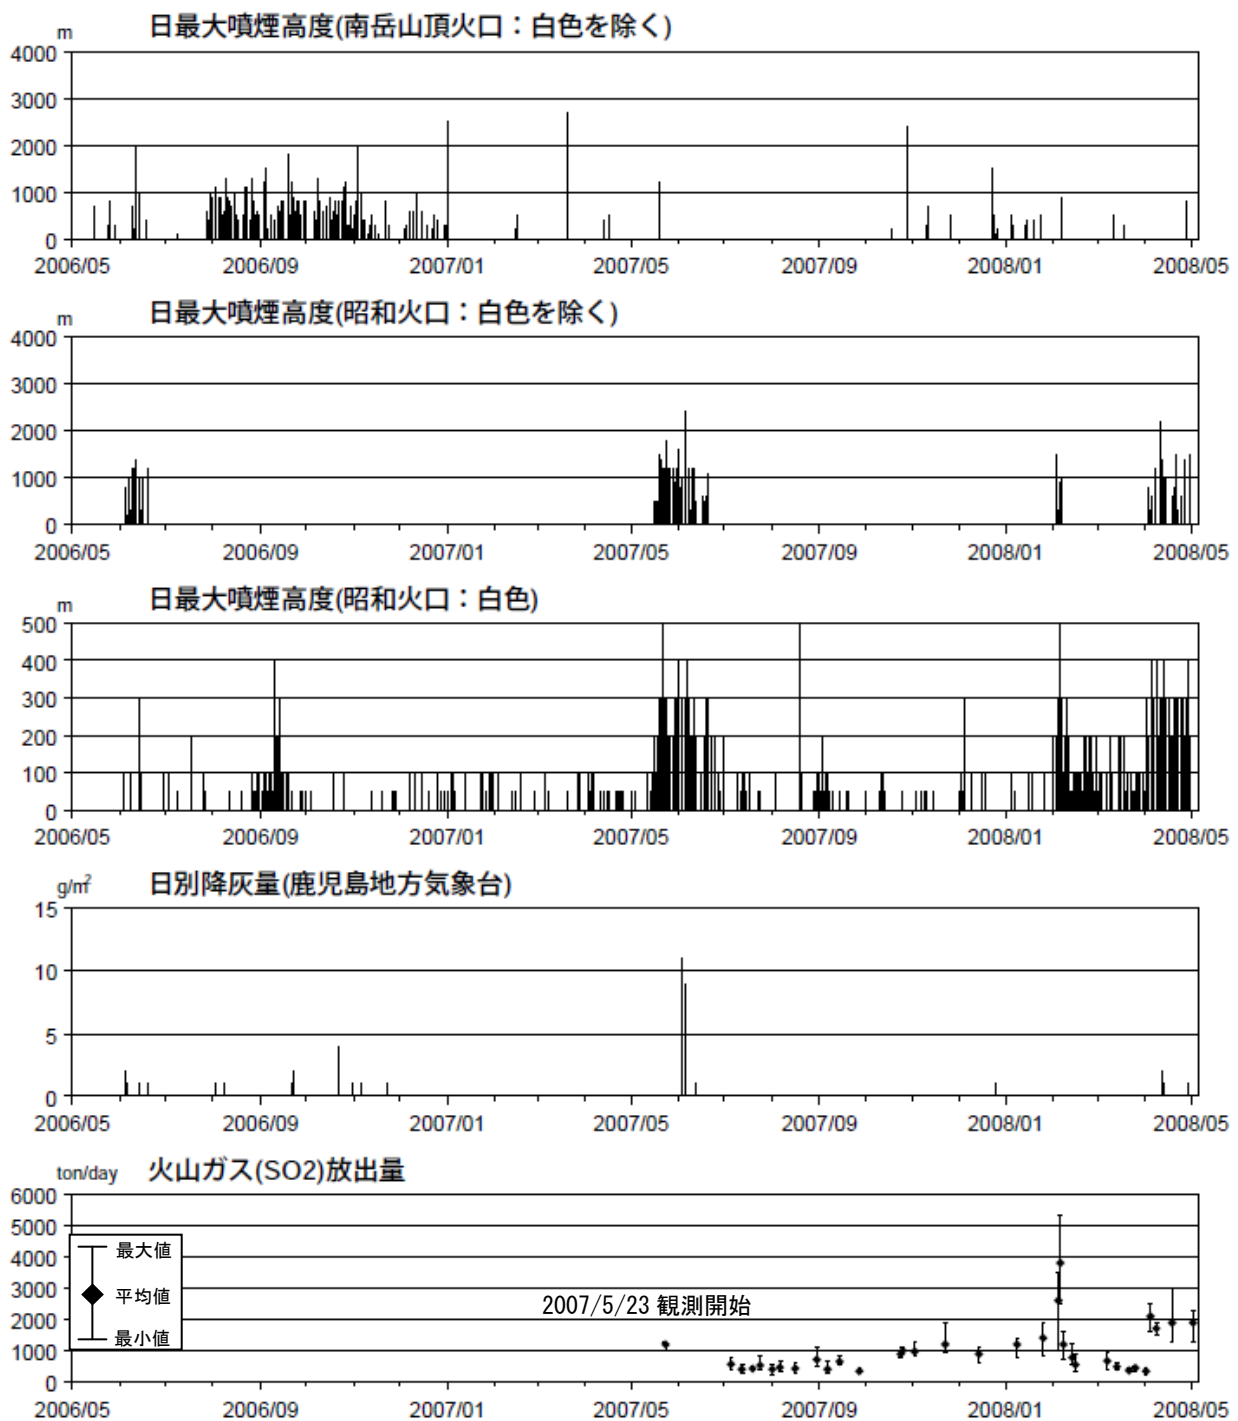 日最大噴煙高度(南岳山頂火口：白色を除く)
m
4000
3000
2000
1000
0
2006/05 2006/09 2007/01 2007/05 2007/09 2008/01 2008/05
日最大噴煙高度(昭和火口：白色を除く)
m
4000
3000
2000
1000
0
2006/05 2006/09 2007/01 2007/05 2007/09 2008/01 2008/05
日最大噴煙高度(昭和火口：白色)
m
500
400
300
200
100
0
2006/05 2006/09 2007/01 2007/05 2007/09 2008/01 2008/05
日別降灰量(鹿児島地方気象台)
g/㎡
15
10
5
0
2006/05 2006/09 2007/01 2007/05 2007/09 2008/01 2008/05
火山ガス(SO2)放出量
ton/day
6000
5000
4000
3000
2000
1000
0
最大値
平均値
最小値
2007/5/23 観測開始
2006/05 2006/09 2007/01 2007/05 2007/09 2008/01 2008/05